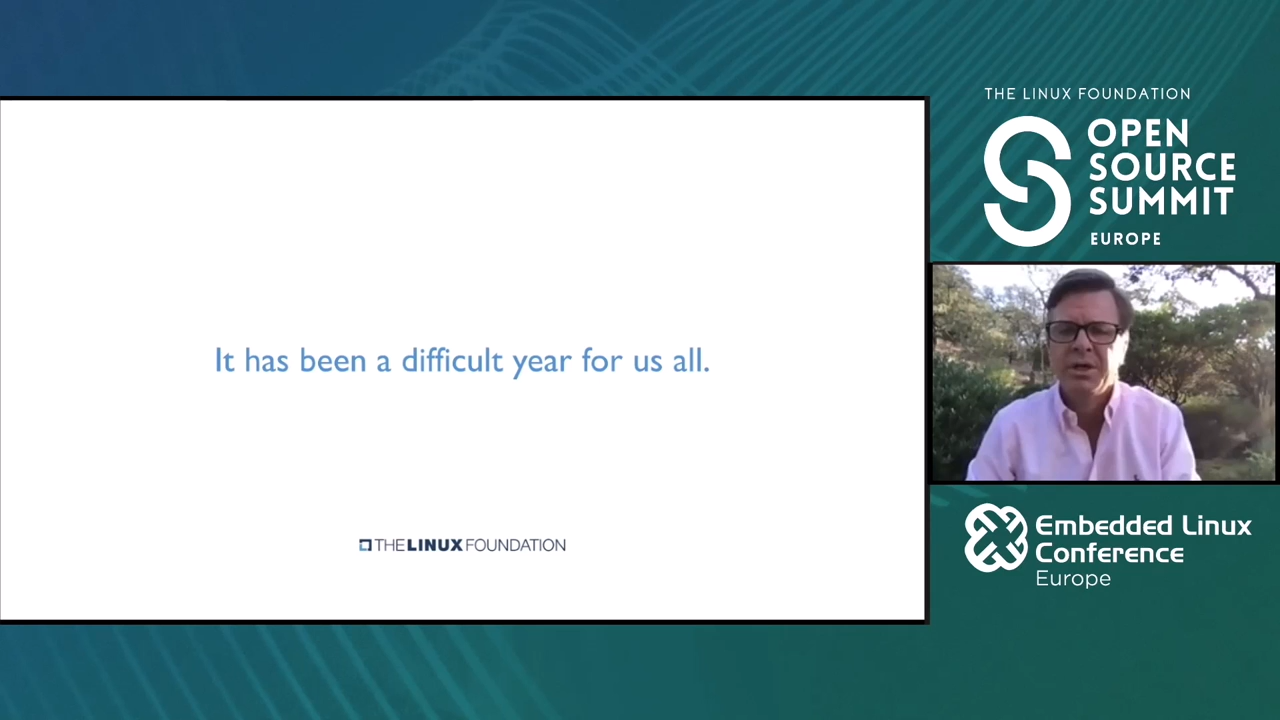 It has been a difficult year for us all.
THE LINUX FOUNDATION
THE LINUX FOUNDATION
OPEN
SOURCE
SUMMIT
EUROPE
Embedded Linux
Conference
Europe